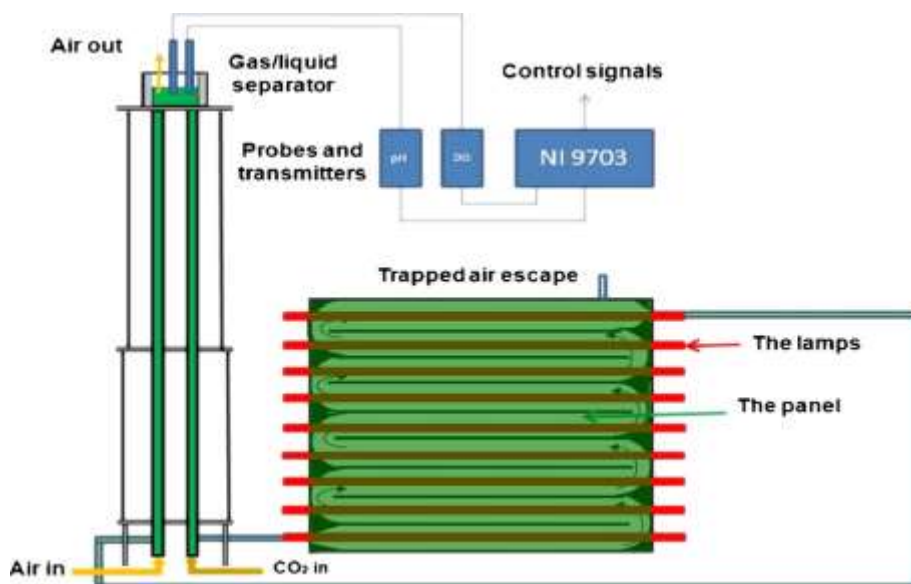 Air out
Gas/liquid
separator
Control signals
Probes and
transmitters
pH
DO
NI 9703
Trapped air escape
The lamps
The panel
Air in
CO₂ in